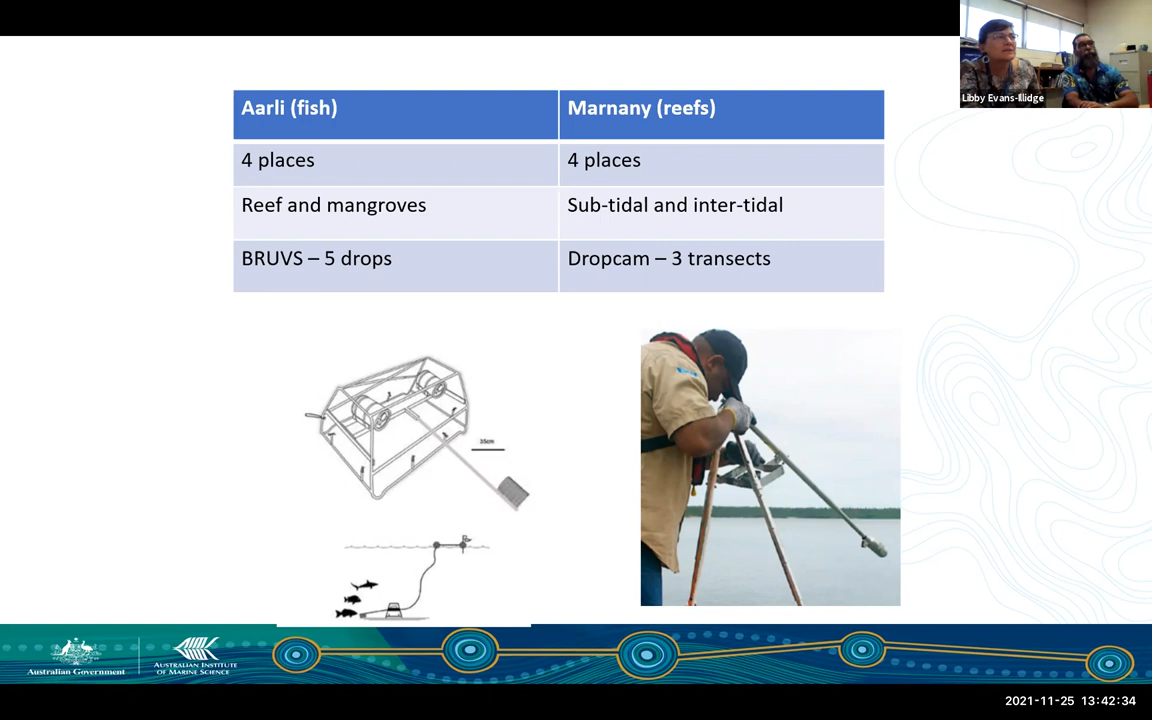 Libby Evans-Illidge
Aarli (fish)
Marnany (reefs)
4 places
4 places
Reef and mangroves
Sub-tidal and inter-tidal
BRUVS – 5 drops
Dropcam – 3 transects
35cm
Australian Government
AUSTRALIAN INSTITUTE
OF MARINE SCIENCE
2021-11-25 13:42:34